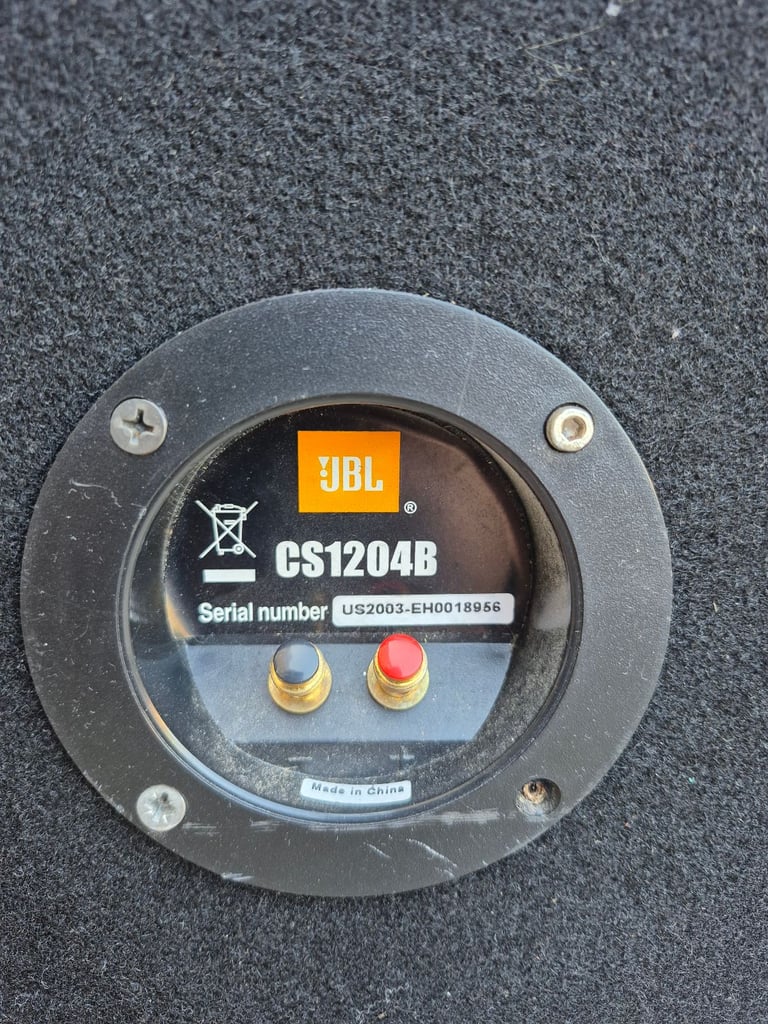 JBL
®
CS1204B
Serial number US2003-EH0018956
− +
Made in China